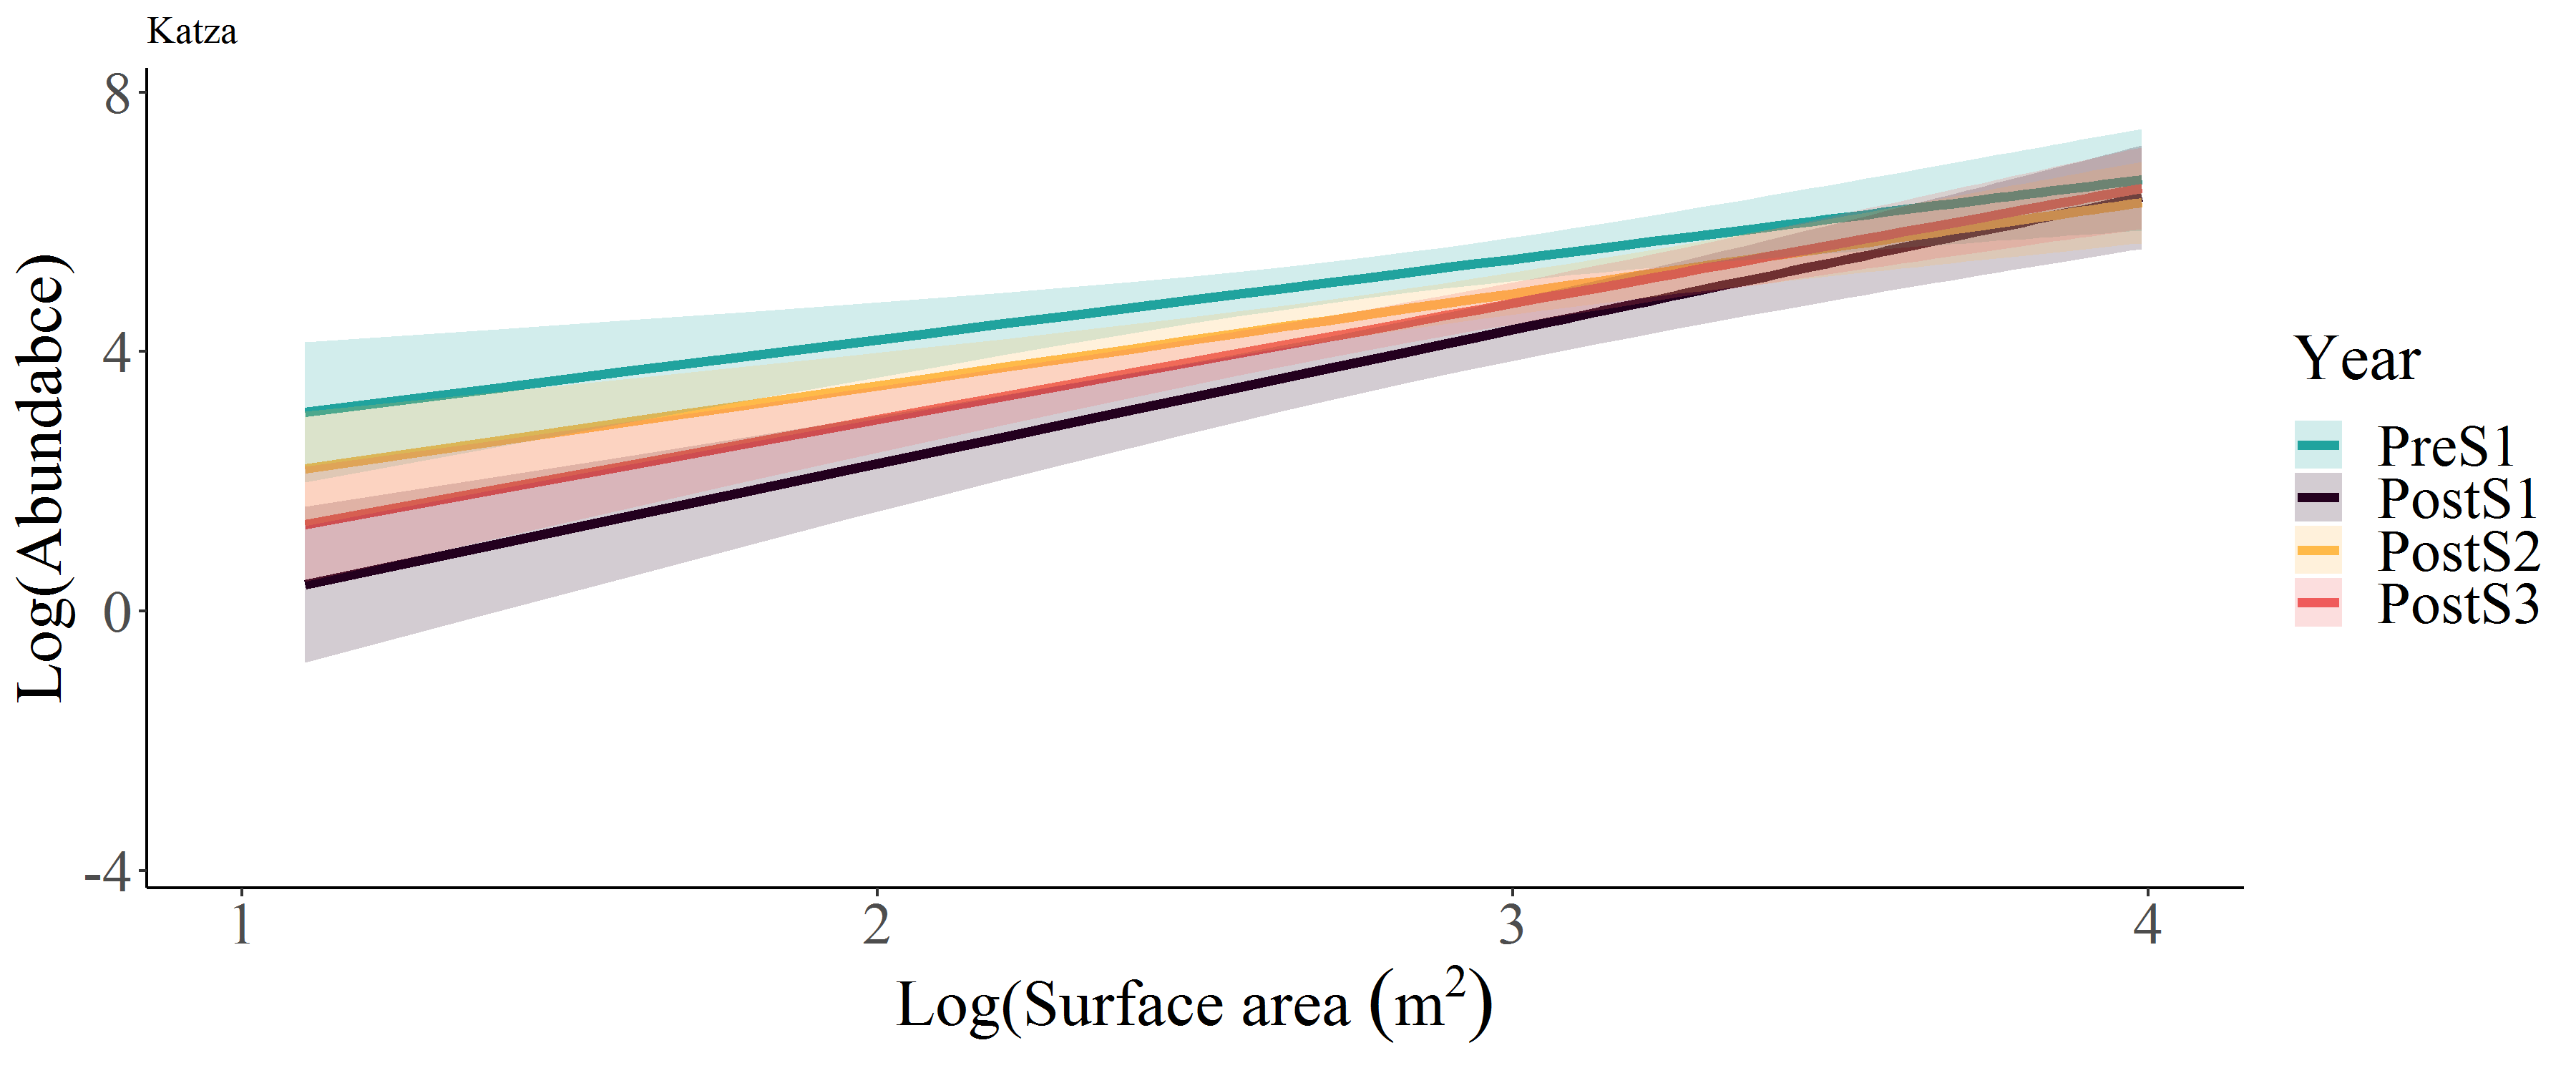 Katza
8
4
0
-4
Log(Abundabce)
1 2 3 4
Log(Surface area (m²)
Year
PreS1
PostS1
PostS2
PostS3